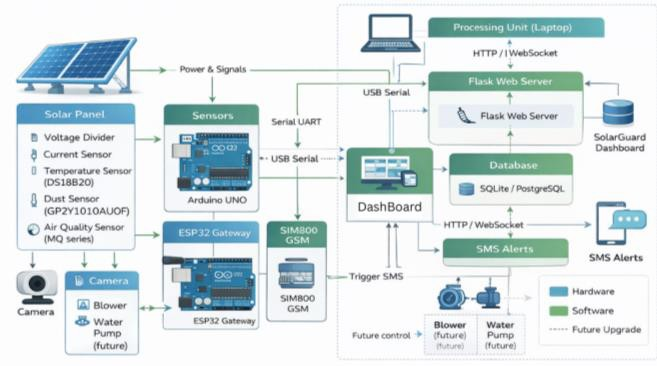 Processing Unit (Laptop)
HTTP / WebSocket
Power & Signals
USB Serial
Flask Web Server
Flask Web Server
SolarGuard
Dashboard
Solar Panel
Voltage Divider
Current Sensor
Temperature Sensor
(DS18B20)
Dust Sensor
(GP2Y1010AUOF)
Air Quality Sensor
(MQ series)
Sensors
Arduino UNO
Serial UART
USB Serial
DashBoard
Database
SQLite / PostgreSQL
HTTP / WebSocket
SMS Alerts
SMS Alerts
ESP32 Gateway
ESP32 Gateway
SIM800
GSM
SIM800
GSM
Trigger SMS
Camera
Camera
Blower
Water
Pump
(future)
Future control
Blower
(future)
(future)
Water
Pump
(future)
Hardware
Software
Future Upgrade